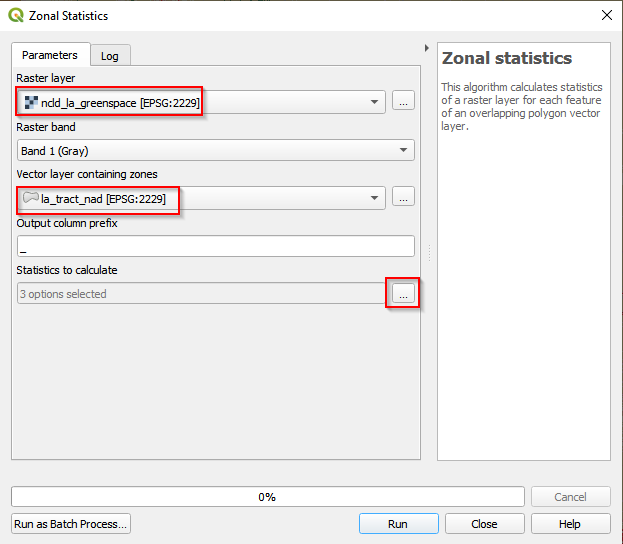 Zonal Statistics
Parameters
Log
Raster layer
ndd_la_greenspace [EPSG:2229]
...
Raster band
Band 1 (Gray)
Vector layer containing zones
la_tract_nad [EPSG:2229]
...
Output column prefix
_
Statistics to calculate
3 options selected
...
Zonal statistics
This algorithm calculates statistics
of a raster layer for each feature
of an overlapping polygon vector
layer.
0%
Cancel
Run as Batch Process...
Run
Close
Help